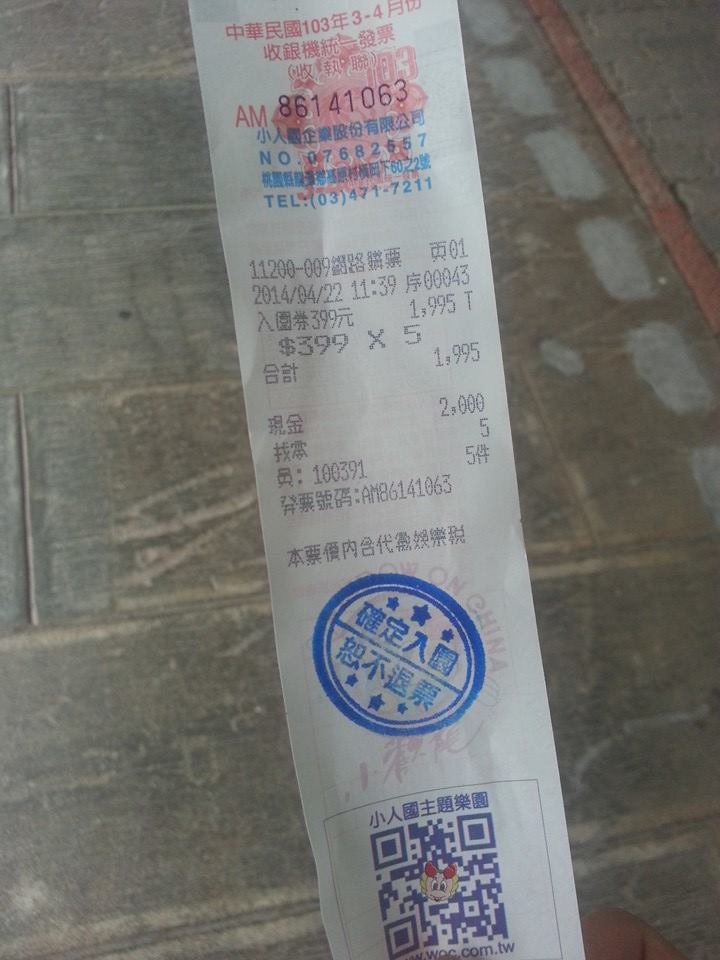 中華民國103年3-4月份
收銀機統一發票
(收執聯)
AM 86141063
小人國企業股份有限公司
NO.07682557
TEL:(03)471-7211
11200-009網路購票 頁01
2014/04/22 11:39 序00043
入園券399元 1,995 T
$399 X 5
合計 1,995
現金 2,000
找零 5
員: 100391 5件
發票號碼:AM86141063
本票價內含代徵娛樂稅
WINDOW ON CHINA
確定入園
恕不退票
小人國主題樂園
www.woc.com.tw